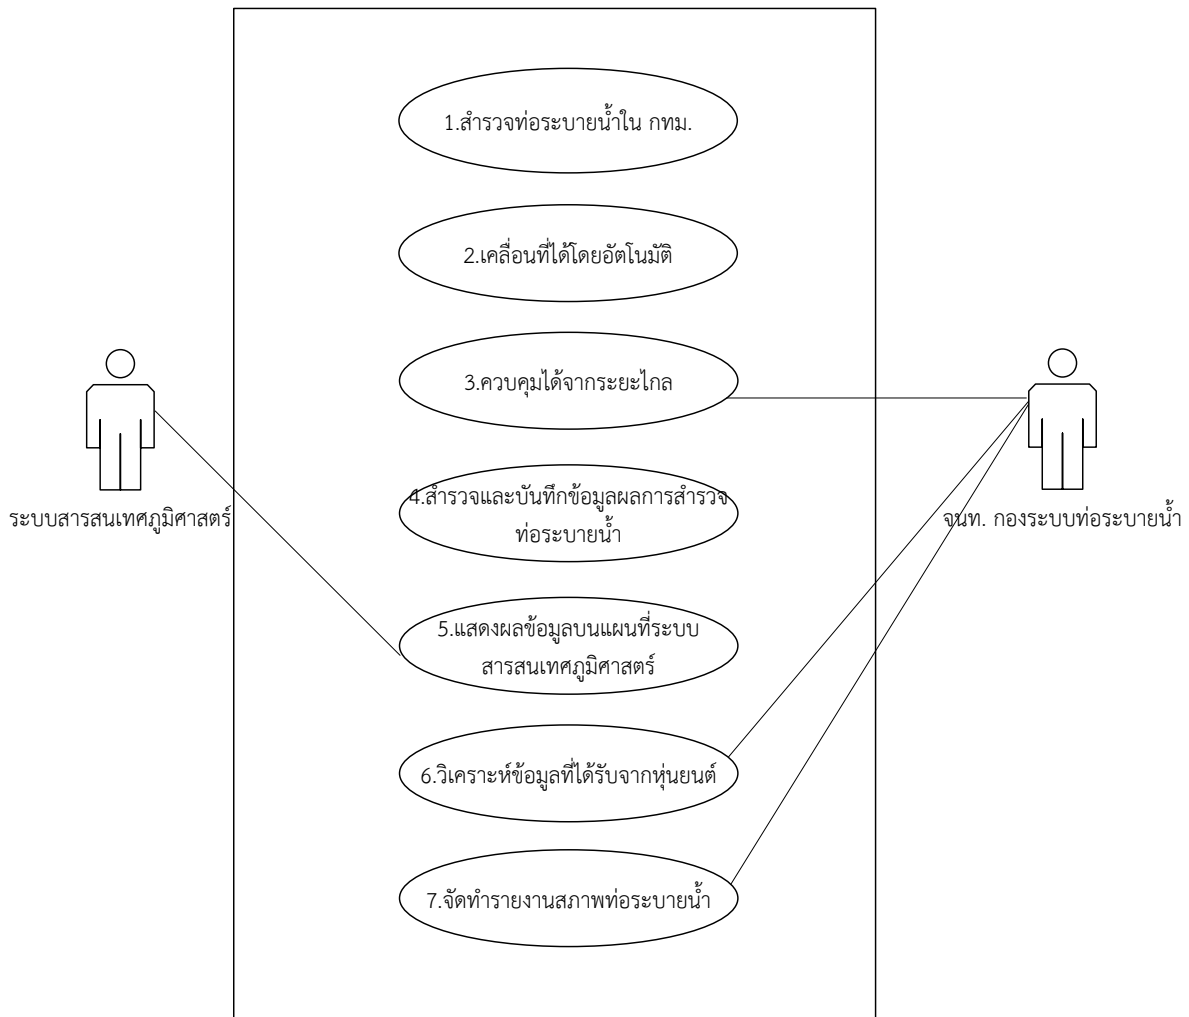 1.สำรวจท่อระบายน้ำใน กทม.
2.เคลื่อนที่ได้โดยอัตโนมัติ
3.ควบคุมได้จากระยะไกล
4.สำรวจและบันทึกข้อมูลผลการสำรวจ
ท่อระบายน้ำ
ระบบสารสนเทศภูมิศาสตร์
จนท. กองระบบท่อระบายน้ำ
5.แสดงผลข้อมูลบนแผนที่ระบบ
สารสนเทศภูมิศาสตร์
6.วิเคราะห์ข้อมูลที่ได้รับจากหุ่นยนต์
7.จัดทำรายงานสภาพท่อระบายน้ำ